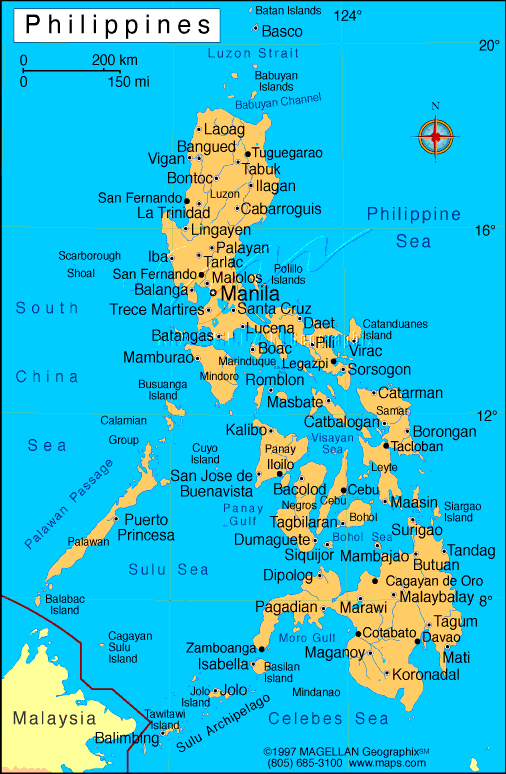 Philippines
Batan Islands
124°
Basco
20°
Luzon Strait
0 200 km
0 150 mi
Babuyan
Islands
Babuyan Channel
N
Laoag
Bangued
Vigan
Tuguegarao
Tabuk
Bontoc
Ilagan
Luzon
San Fernando
La Trinidad
Cabarroguis
Philippine
Sea
Lingayen
16°
Palayan
Iba
Tarlac
Scarborough
Shoal
San Fernando
Malolos
Polillo
Islands
Balanga
Manila
South
Trece Martires
Santa Cruz
Daet
Catanduanes
Island
Lucena
Batangas
Pili
Virac
Boac
Mamburao
Marinduque
Legazpi
Sorsogon
Mindoro
China
Romblon
Busuanga
Island
Catarman
Masbate
Samar
Calamian
Group
Catbalogan
12°
Kalibo
Visayan
Sea
Borongan
Sea
Tacloban
Cuyo
Island
Panay
Iloilo
Leyte
Palawan Passage
San Jose de
Buenavista
Bacolod
Cebu
Cebu
Negros
Maasin
Siargao
Island
Panay
Gulf
Bohol
Puerto
Princesa
Tagbilaran
Surigao
Palawan
Dumaguete
Bohol Sea
Siquijor
Mambajao
Tandag
Butuan
Sulu Sea
Dipolog
Cagayan de Oro
Malaybalay
Balabac
Island
Pagadian
Marawi
8°
Tagum
Cotabato
Davao
Moro Gulf
Cagayan
Sulu
Island
Zamboanga
Maganoy
Mati
Isabella
Basilan
Island
Koronadal
Jolo
Island
Jolo
Mindanao
Malaysia
Tawitawi
Island
Sulu Archipelago
Celebes Sea
Balimbing
©1997 MAGELLAN Geographix℠
(805) 685-3100 www.maps.com